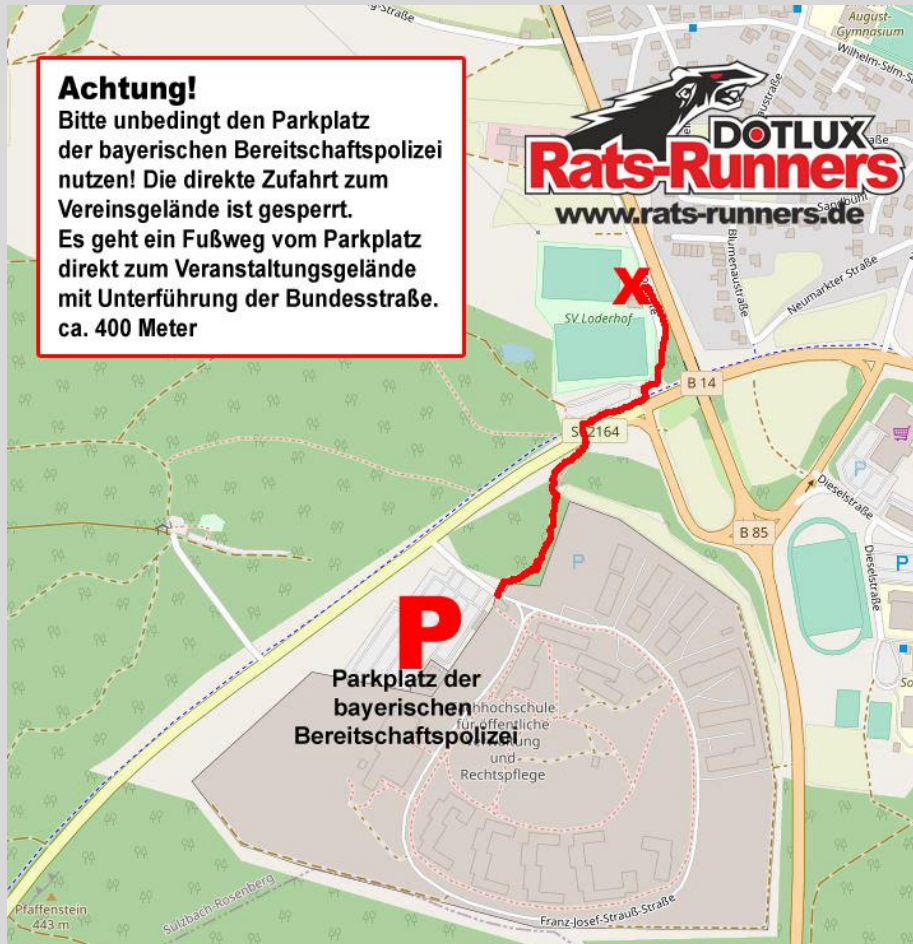 g-Straße
August-
Gymnasium
Achtung!
Bitte unbedingt den Parkplatz
der bayerischen Bereitschaftspolizei
nutzen! Die direkte Zufahrt zum
Vereinsgelände ist gesperrt.
Es geht ein Fußweg vom Parkplatz
direkt zum Veranstaltungsgelände
mit Unterführung der Bundesstraße.
ca. 400 Meter
DOTLUX
Rats-Runners
www.rats-runners.de
Blumenaustraße
Neumarkter Straße
x
SV Loderhof
B 14
St 2164
P
Dieselstraße
B 85
Dieselstraße
P
P
P
Parkplatz der
bayerischen
Bereitschaftspolizei
für öffentliche
und
Rechtspflege
Pfaffenstein
443 m
Sulzbach-Rosenberg
Franz-Josef-Strauß-Straße